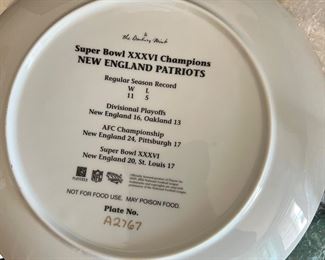 the Danbury Mint
Super Bowl XXXVI Champions
NEW ENGLAND PATRIOTS
Regular Season Record
W L
11 5
Divisional Playoffs
New England 16, Oakland 13
AFC Championship
New England 24, Pittsburgh 17
Super Bowl XXXVI
New England 20, St. Louis 17
PLAYERS
NFL
NOT FOR FOOD USE. MAY POISON FOOD.
Plate No.
A2767